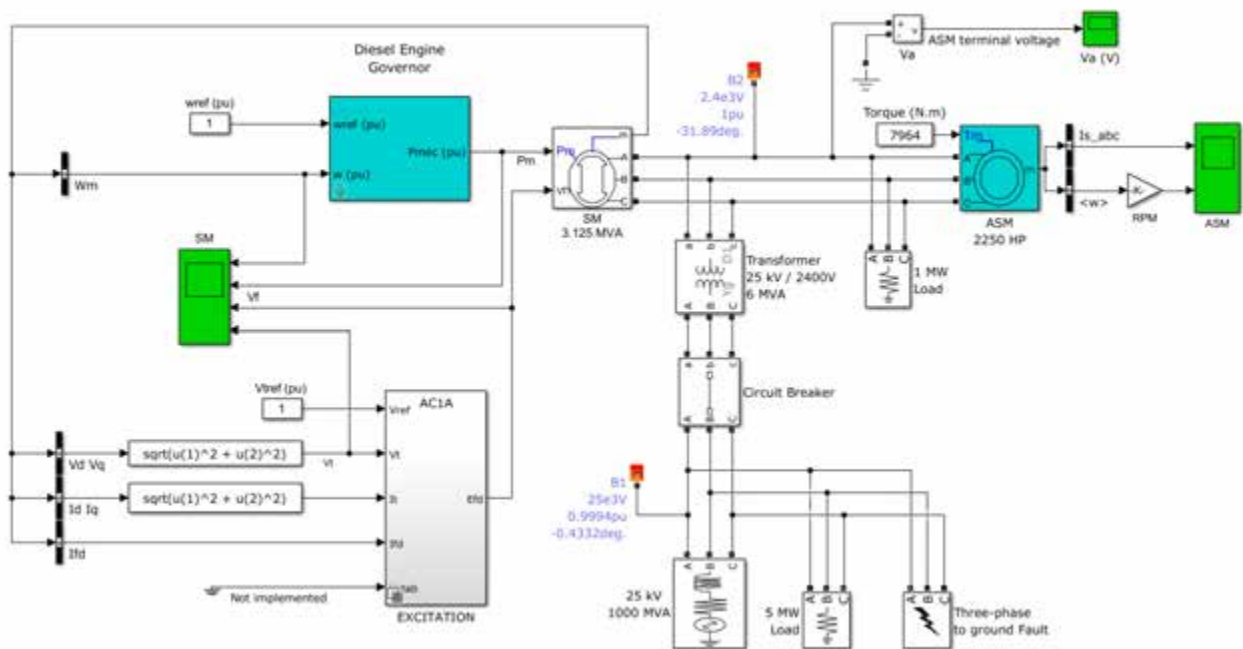 Diesel Engine
Governor
wref (pu)
1
wref (pu)
w (pu)
Pmec (pu)
Wm
Pm
Pm
m
A
B
C
SM
3.125 MVA
B2
2.4e3V
1pu
-31.89deg.
+
-
v
Va
ASM terminal voltage
Va (V)
Torque (N.m)
7964
Tm
A
B
C
m
ASM
2250 HP
Is_abc
<w>
-K-
RPM
ASM
SM
Vf
Vtref (pu)
1
AC1A
Vref
Vt
It
Ifd
Efd
EXCITATION
Vd Vq
sqrt(u(1)^2 + u(2)^2)
Vt
Id Iq
sqrt(u(1)^2 + u(2)^2)
Ifd
Not implemented
a b c
D1
Yg
A B C
Transformer
25 kV / 2400V
6 MVA
A B C
1 MW
Load
a b c
A B C
Circuit Breaker
B1
25e3V
0.9994pu
-0.4332deg.
A B C
25 kV
1000 MVA
A B C
5 MW
Load
A B C
Three-phase
to ground Fault